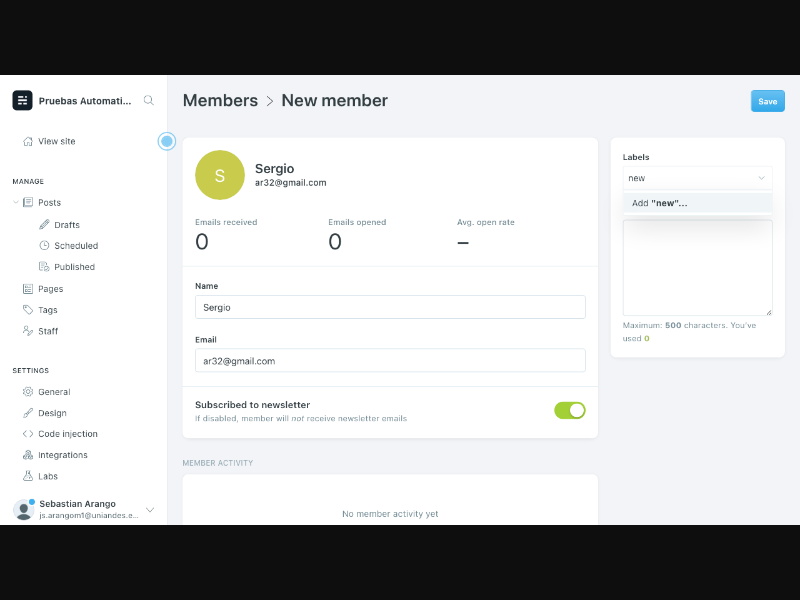 Pruebas Automati...
View site
MANAGE
Posts
Drafts
Scheduled
Published
Pages
Tags
Staff
SETTINGS
General
Design
Code injection
Integrations
Labs
Sebastian Arango
js.arangom1@uniandes.e...
Members > New member
Save
S
Sergio
ar32@gmail.com
Emails received
0
Emails opened
0
Avg. open rate
–
Name
Sergio
Email
ar32@gmail.com
Subscribed to newsletter
If disabled, member will not receive newsletter emails
MEMBER ACTIVITY
No member activity yet
Labels
new
Add "new"...
Maximum: 500 characters. You've
used 0